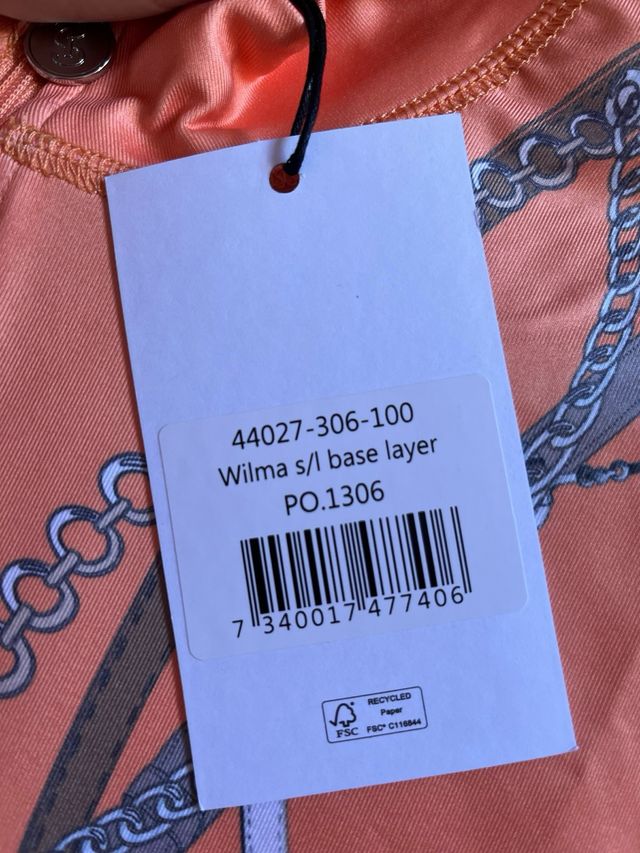 44027-306-100
Wilma s/l base layer
PO.1306
7 340017 477406
RECYCLED
Paper
FSC FSC® C116844